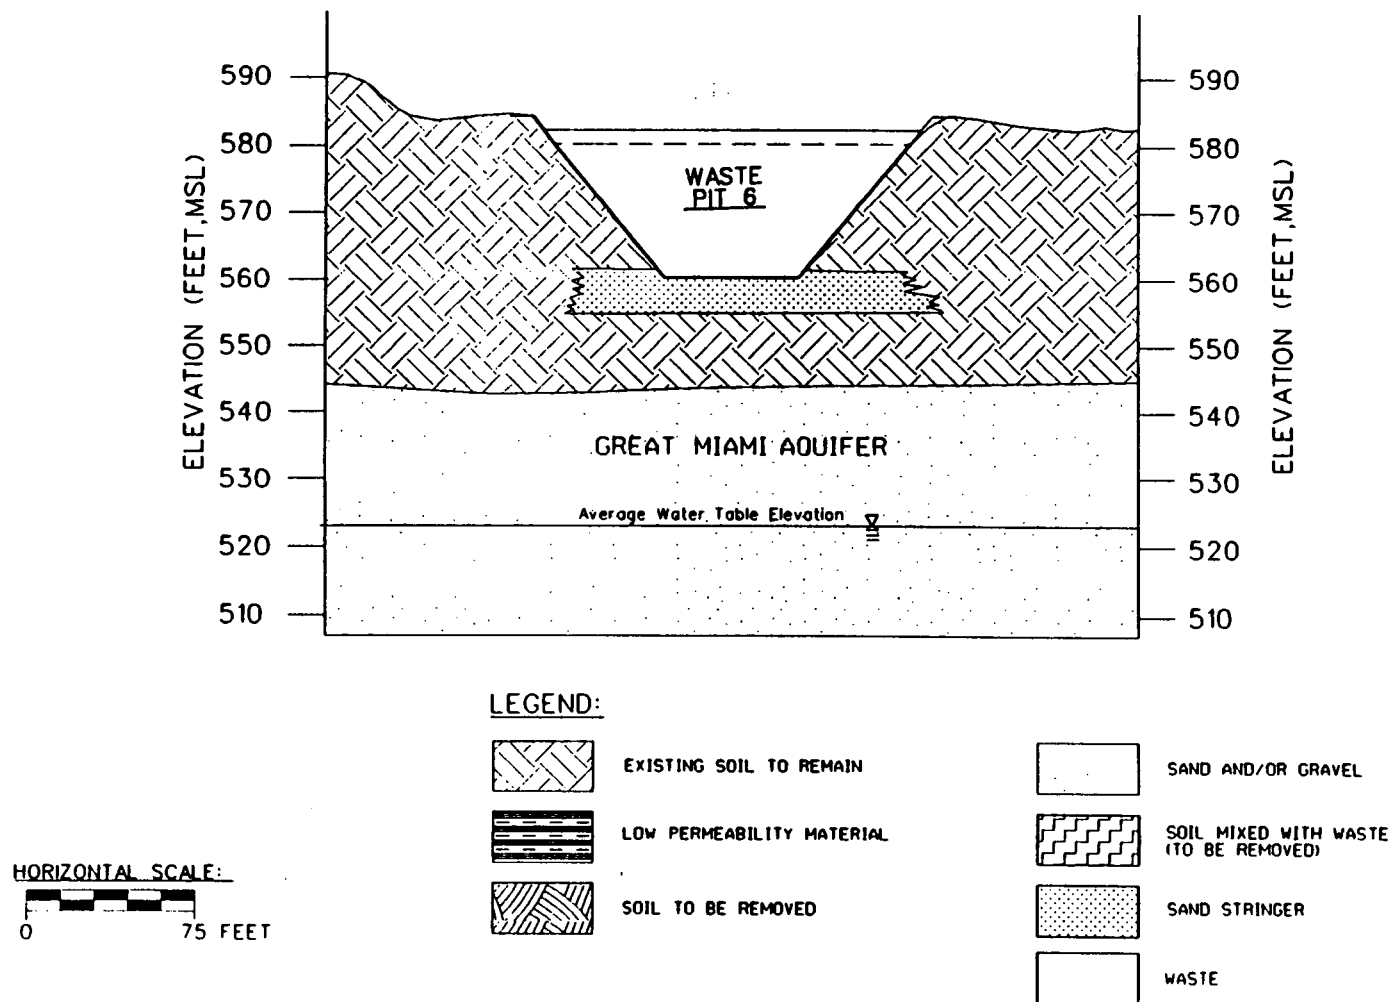 590
580
570
560
550
540
530
520
510
ELEVATION (FEET,MSL)
WASTE
PIT 6
GREAT MIAMI AQUIFER
Average Water Table Elevation
590
580
570
560
550
540
530
520
510
ELEVATION (FEET,MSL)
LEGEND:
EXISTING SOIL TO REMAIN
LOW PERMEABILITY MATERIAL
SOIL TO BE REMOVED
SAND AND/OR GRAVEL
SOIL MIXED WITH WASTE
(TO BE REMOVED)
SAND STRINGER
WASTE
HORIZONTAL SCALE:
0 75 FEET